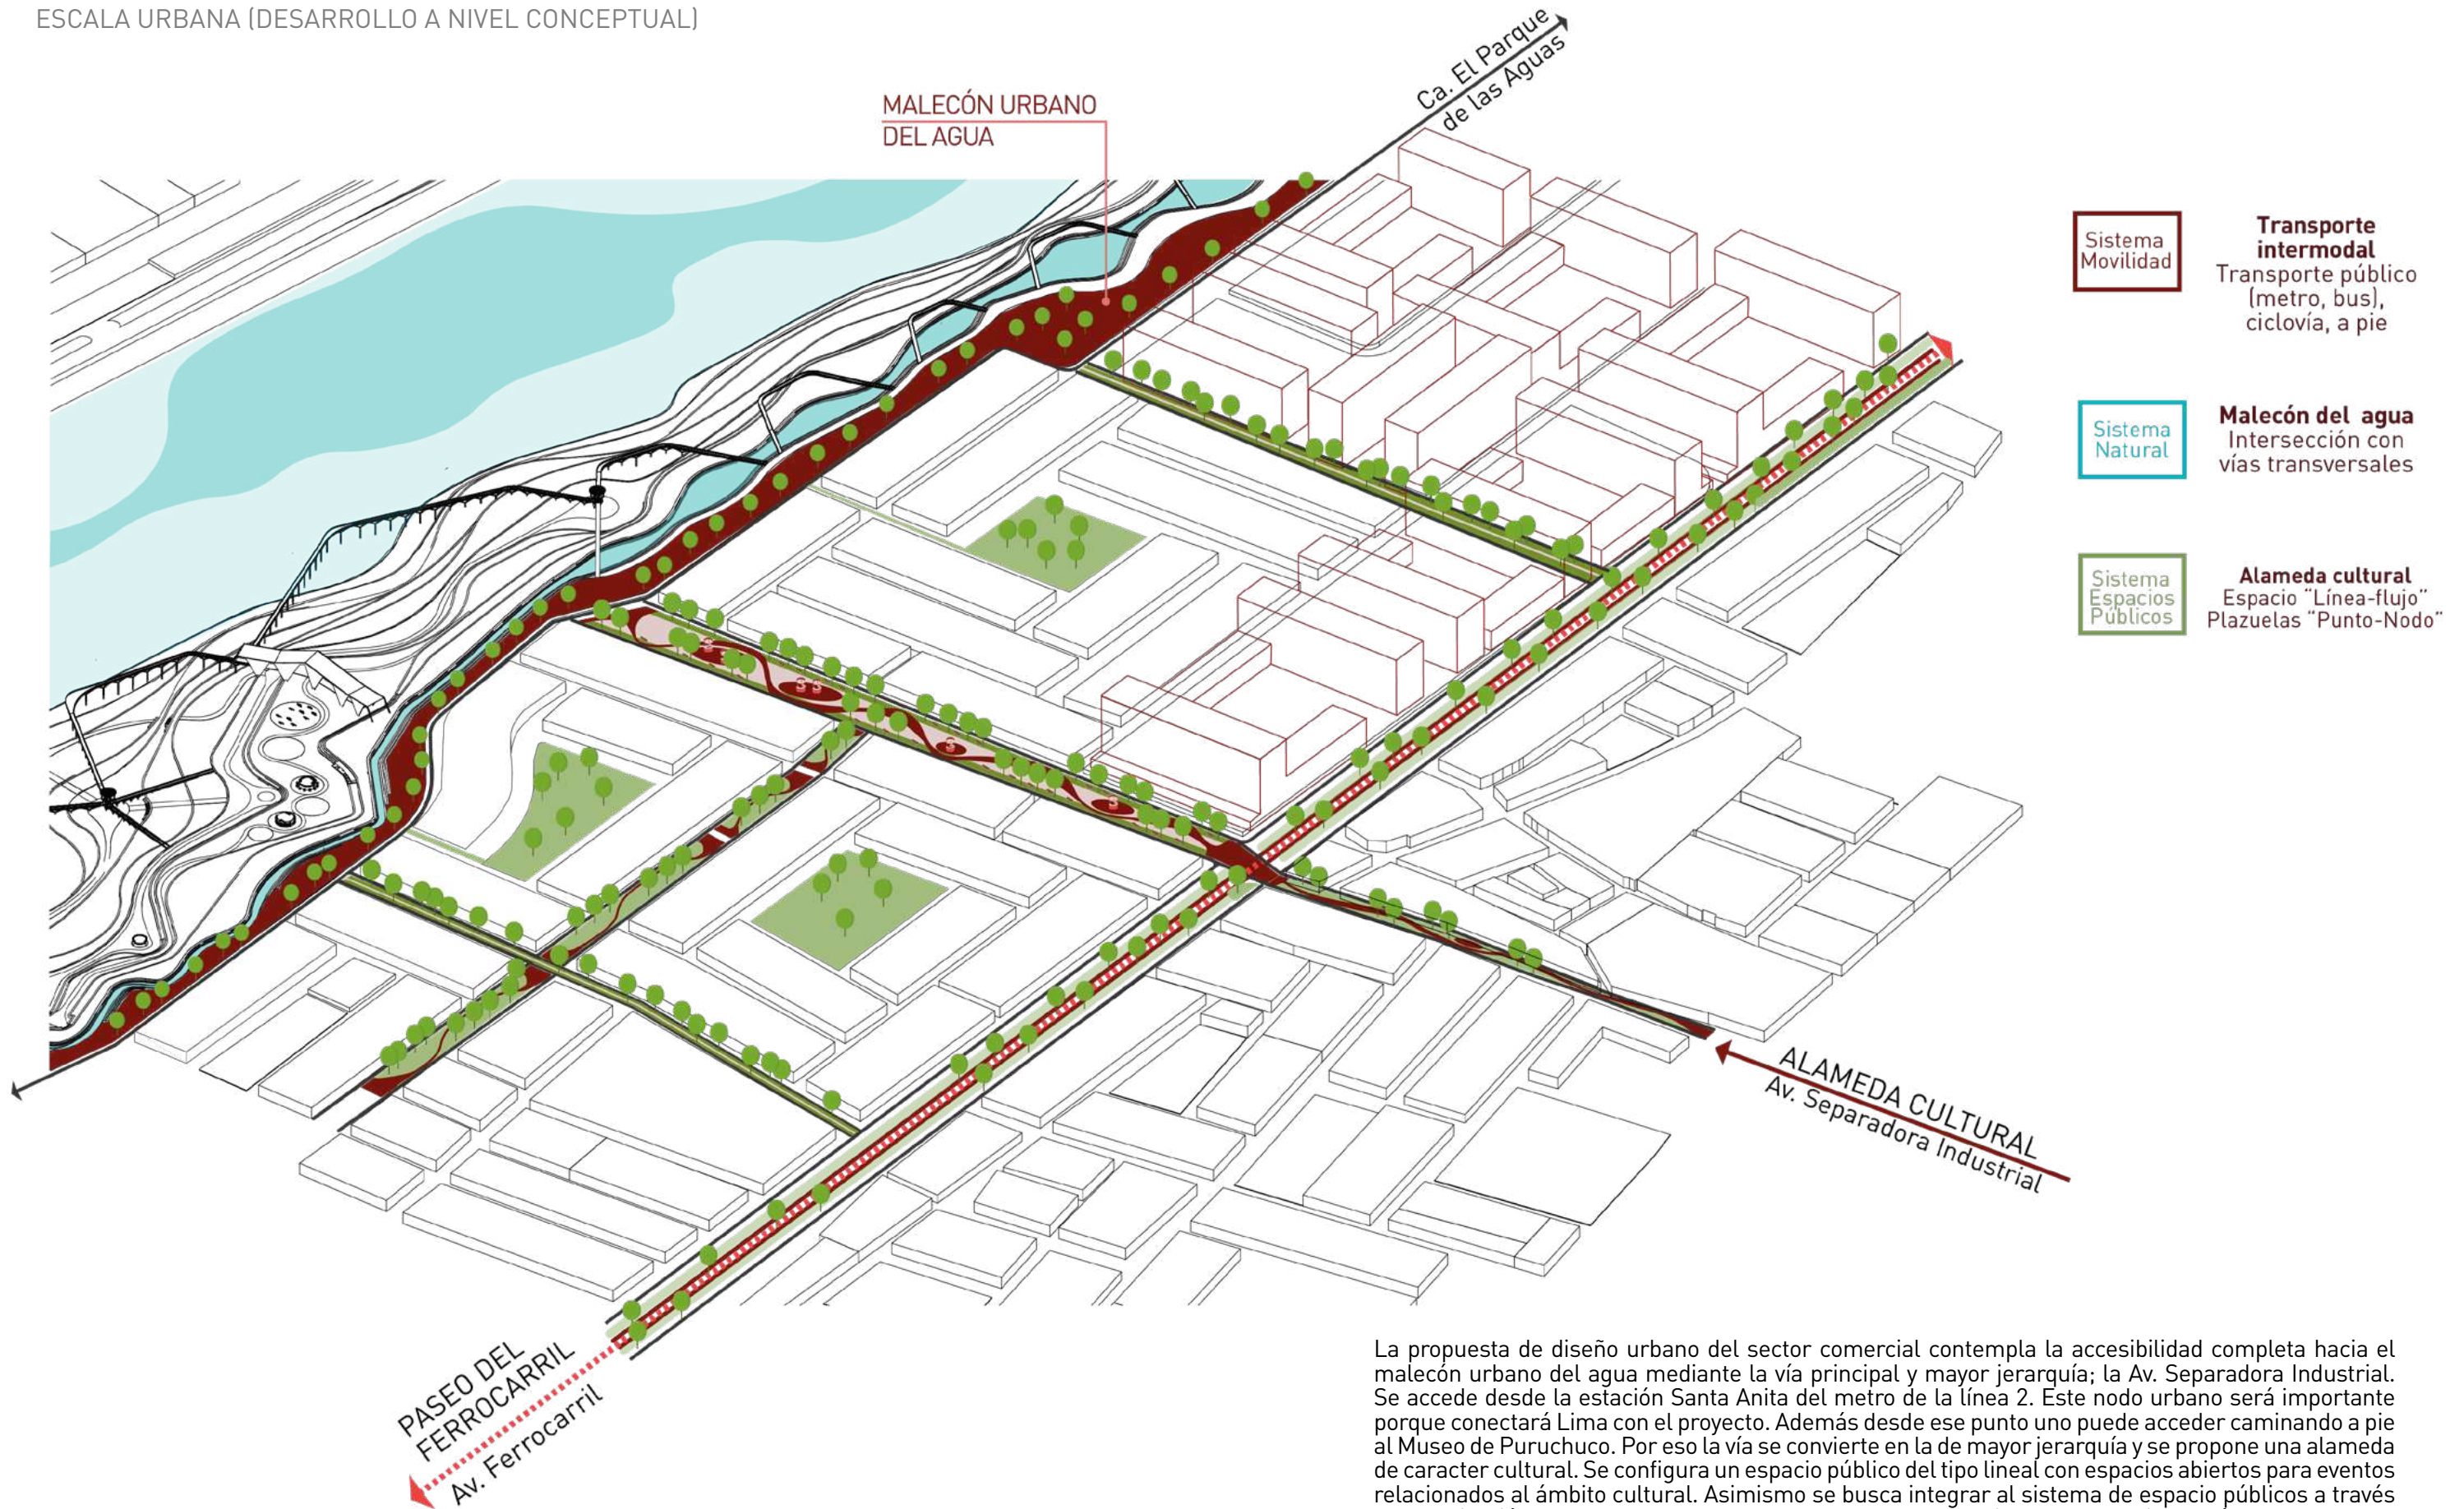 ESCALA URBANA (DESARROLLO A NIVEL CONCEPTUAL)
Ca. El Parque
de las Aguas
MALECÓN URBANO
DEL AGUA
Sistema
Movilidad
Transporte
intermodal
Transporte público
(metro, bus),
ciclovía, a pie
Sistema
Natural
Malecón del agua
Intersección con
vías transversales
Sistema
Espacios
Públicos
Alameda cultural
Espacio "Línea-flujo"
Plazuelas "Punto-Nodo"
ALAMEDA CULTURAL
Av. Separadora Industrial
PASEO DEL
FERROCARRIL
Av. Ferrocarril
La propuesta de diseño urbano del sector comercial contempla la accesibilidad completa hacia el
malecón urbano del agua mediante la vía principal y mayor jerarquía; la Av. Separadora Industrial.
Se accede desde la estación Santa Anita del metro de la línea 2. Este nodo urbano será importante
porque conectará Lima con el proyecto. Además desde ese punto uno puede acceder caminando a pie
al Museo de Puruchuco. Por eso la vía se convierte en la de mayor jerarquía y se propone una alameda
de caracter cultural. Se configura un espacio público del tipo lineal con espacios abiertos para eventos
relacionados al ámbito cultural. Asimismo se busca integrar al sistema de espacio públicos a través